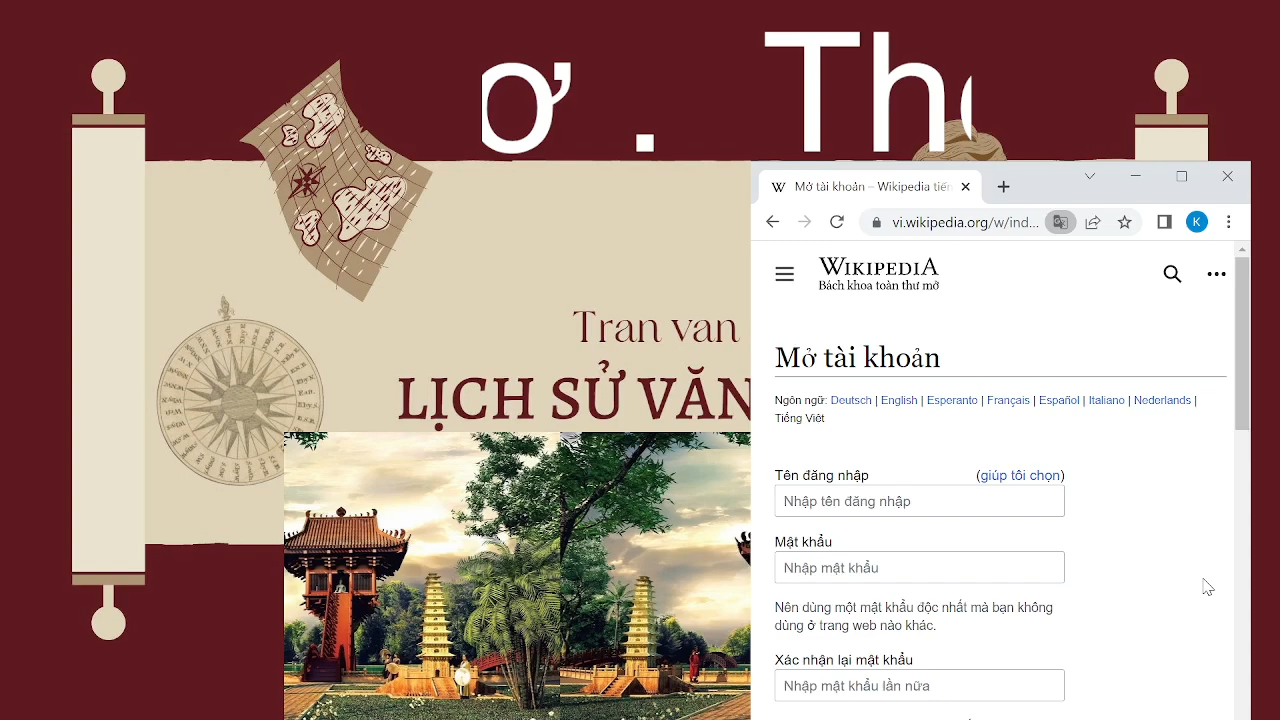 ơ . Th
Tran van
LỊCH SỬ VĂN
Mở tài khoản – Wikipedia tiến
vi.wikipedia.org/w/ind...
K
WIKIPEDIA
Bách khoa toàn thư mở
Mở tài khoản
Ngôn ngữ: Deutsch | English | Esperanto | Français | Español | Italiano | Nederlands |
Tiếng Việt
Tên đăng nhập (giúp tôi chọn)
Nhập tên đăng nhập
Mật khẩu
Nhập mật khẩu
Nên dùng một mật khẩu độc nhất mà bạn không
dùng ở trang web nào khác.
Xác nhận lại mật khẩu
Nhập mật khẩu lần nữa